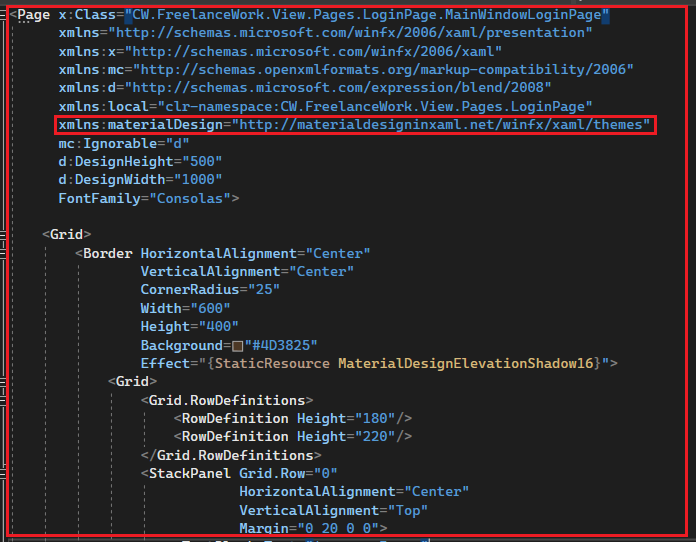 <Page x:Class="CW.FreelanceWork.View.Pages.LoginPage.MainWindowLoginPage"
xmlns="http://schemas.microsoft.com/winfx/2006/xaml/presentation"
xmlns:x="http://schemas.microsoft.com/winfx/2006/xaml"
xmlns:mc="http://schemas.openxmlformats.org/markup-compatibility/2006"
xmlns:d="http://schemas.microsoft.com/expression/blend/2008"
xmlns:local="clr-namespace:CW.FreelanceWork.View.Pages.LoginPage"
xmlns:materialDesign="http://materialdesigninxaml.net/winfx/xaml/themes"
mc:Ignorable="d"
d:DesignHeight="500"
d:DesignWidth="1000"
FontFamily="Consolas">
<Grid>
<Border HorizontalAlignment="Center"
VerticalAlignment="Center"
CornerRadius="25"
Width="600"
Height="400"
Background="#4D3825"
Effect="{StaticResource MaterialDesignElevationShadow16}">
<Grid>
<Grid.RowDefinitions>
<RowDefinition Height="180"/>
<RowDefinition Height="220"/>
</Grid.RowDefinitions>
<StackPanel Grid.Row="0"
HorizontalAlignment="Center"
VerticalAlignment="Top"
Margin="0 20 0 0">